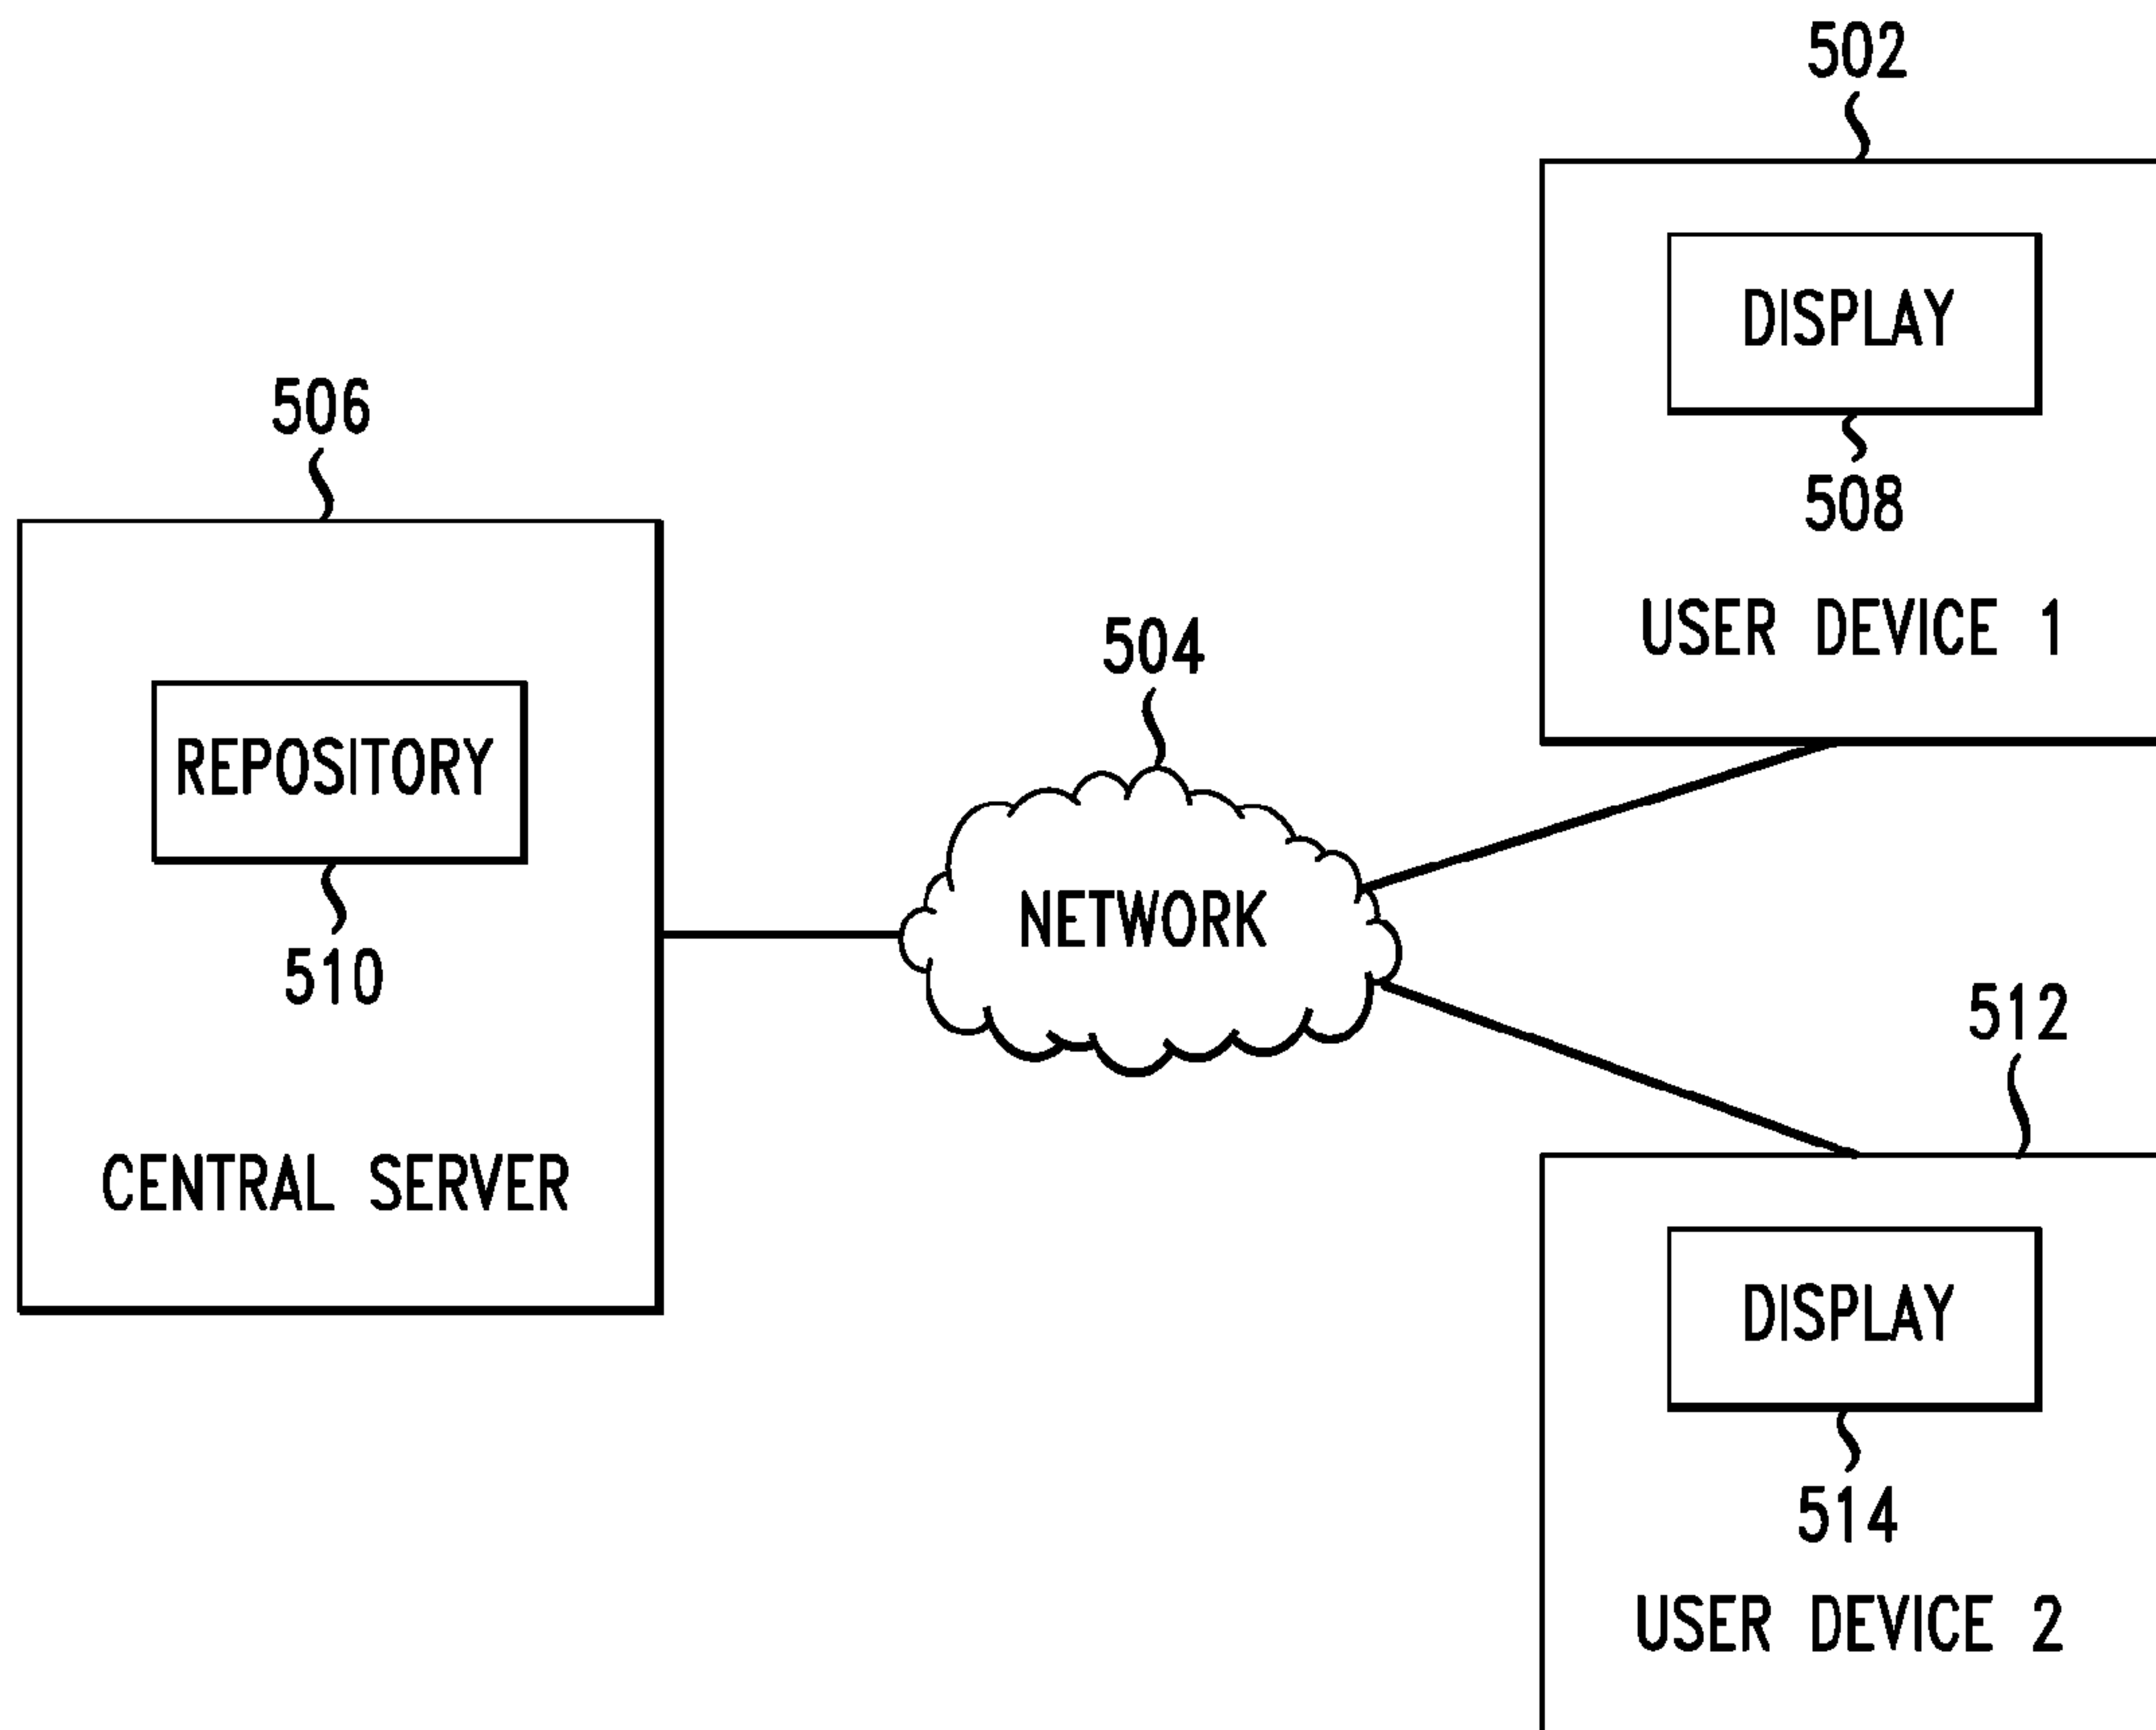 502
DISPLAY
508
USER DEVICE 1
506
REPOSITORY
510
CENTRAL SERVER
504
NETWORK
512
DISPLAY
514
USER DEVICE 2